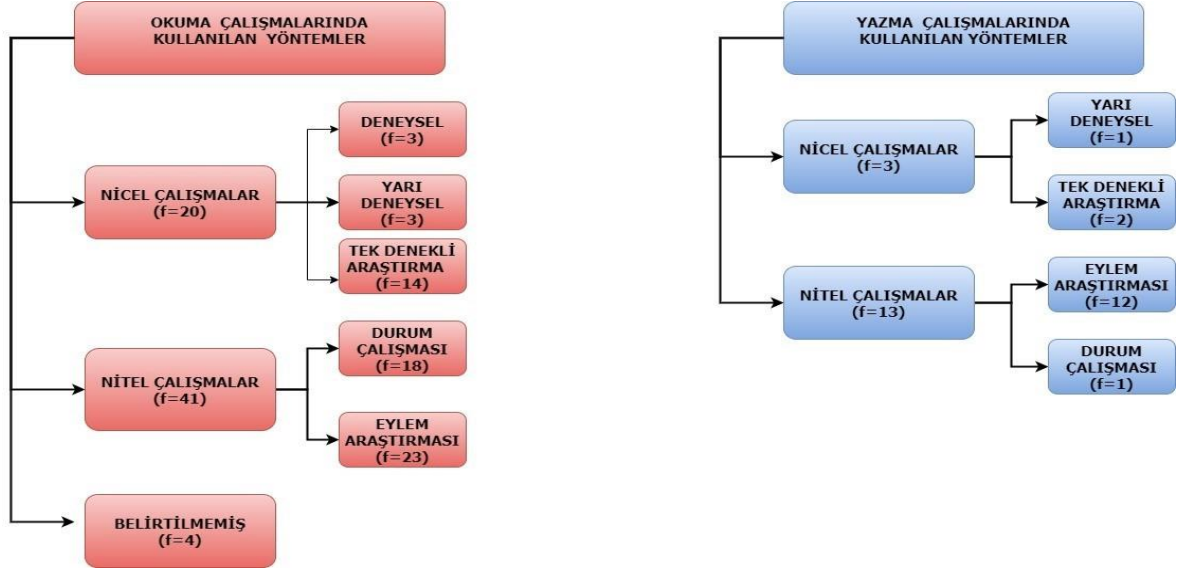 OKUMA ÇALIŞMALARINDA
KULLANILAN YÖNTEMLER
NİCEL ÇALIŞMALAR
(f=20)
DENEYSEL
(f=3)
YARI
DENEYSEL
(f=3)
TEK DENEKLİ
ARAŞTIRMA
(f=14)
NİTEL ÇALIŞMALAR
(f=41)
DURUM
ÇALIŞMASI
(f=18)
EYLEM
ARAŞTIRMASI
(f=23)
BELİRTİLMEMİŞ
(f=4)
YAZMA ÇALIŞMALARINDA
KULLANILAN YÖNTEMLER
NİCEL ÇALIŞMALAR
(f=3)
YARI
DENEYSEL
(f=1)
TEK DENEKLİ
ARAŞTIRMA
(f=2)
NİTEL ÇALIŞMALAR
(f=13)
EYLEM
ARAŞTIRMASI
(f=12)
DURUM
ÇALIŞMASI
(f=1)